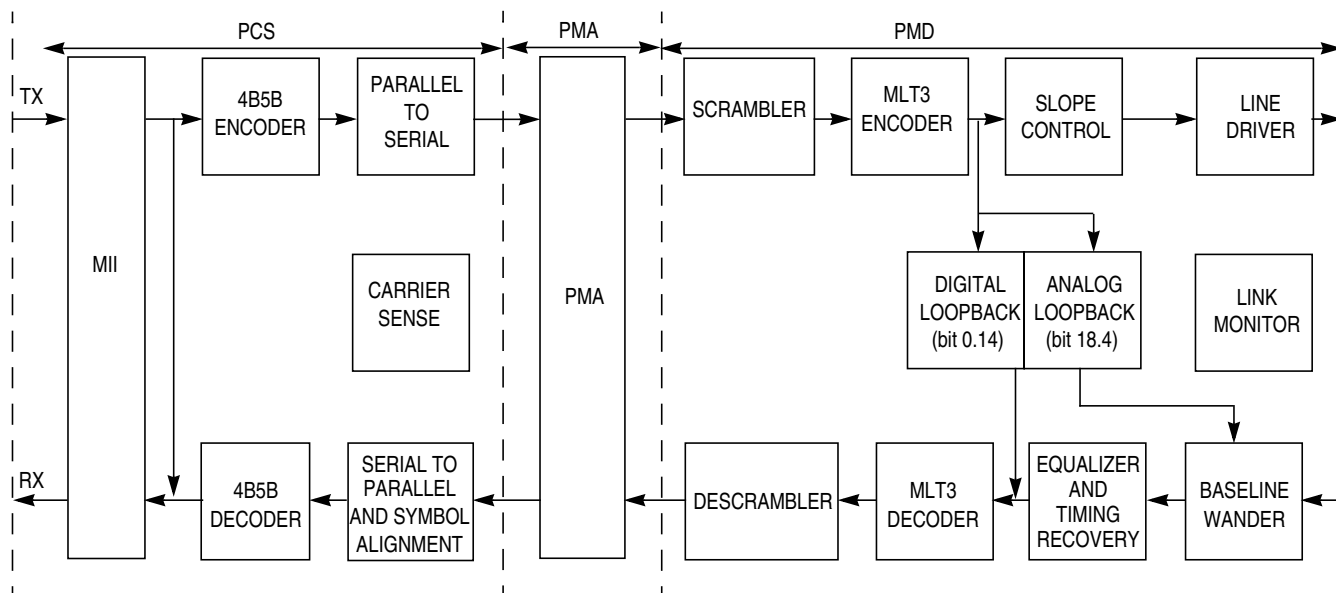 PCS
PMA
PMD
TX
4B5B
ENCODER
PARALLEL
TO
SERIAL
SCRAMBLER
MLT3
ENCODER
SLOPE
CONTROL
LINE
DRIVER
MII
CARRIER
SENSE
PMA
DIGITAL
LOOPBACK
(bit 0.14)
ANALOG
LOOPBACK
(bit 18.4)
LINK
MONITOR
RX
4B5B
DECODER
SERIAL TO
PARALLEL
AND SYMBOL
ALIGNMENT
DESCRAMBLER
MLT3
DECODER
EQUALIZER
AND
TIMING
RECOVERY
BASELINE
WANDER